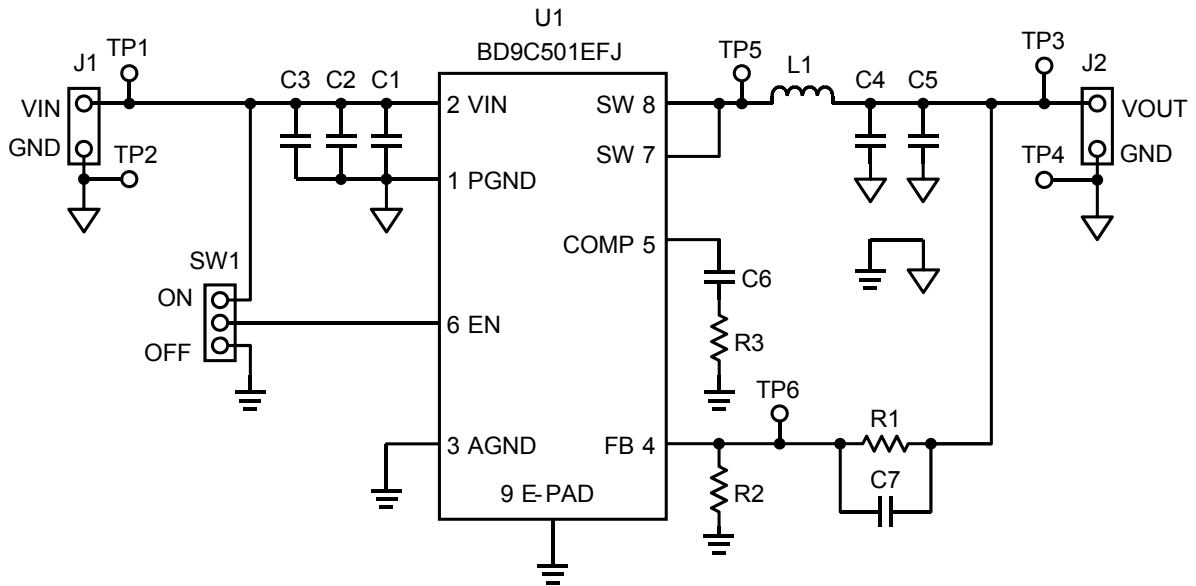 U1
BD9C501EFJ
J1
TP1
C3
C2
C1
TP5
L1
C4
C5
TP3
J2
VIN
2 VIN
SW 8
VOUT
GND
TP2
SW 7
TP4
GND
1 PGND
COMP 5
SW1
C6
ON
6 EN
R3
OFF
TP6
R1
3 AGND
FB 4
C7
R2
9 E-PAD